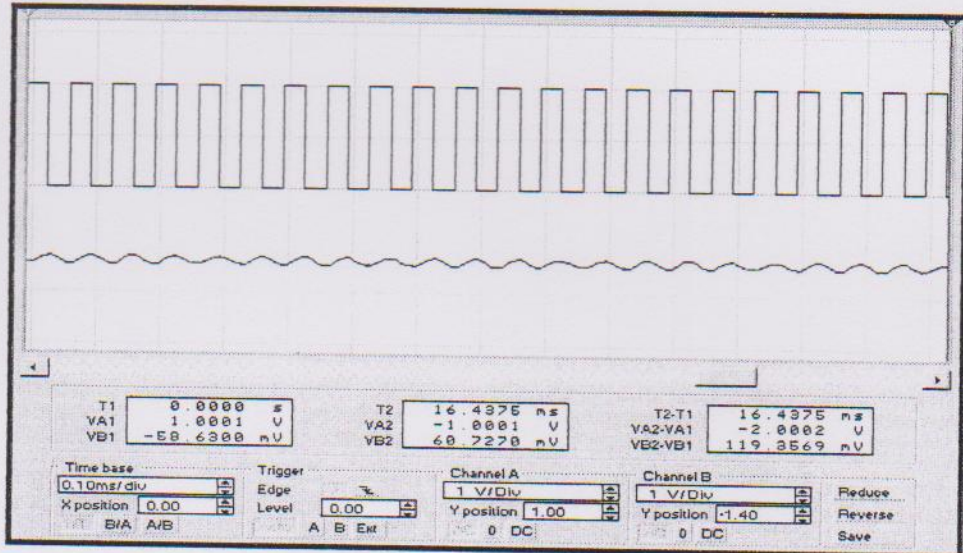 T1 0.0000 s
VA1 1.0001 V
VB1 -58.6300 mV
T2 16.4375 ms
VA2 -1.0001 V
VB2 60.7270 mV
T2-T1 16.4375 ms
VA2-VA1 -2.0002 V
VB2-VB1 119.3569 mV
Time base
0.10ms/div
X position 0.00
B/A A/B
Trigger
Edge
Level 0.00
A B Ext
Channel A
1 V/Div
Y position 1.00
0 DC
Channel B
1 V/Div
Y position -1.40
0 DC
Reduce
Reverse
Save